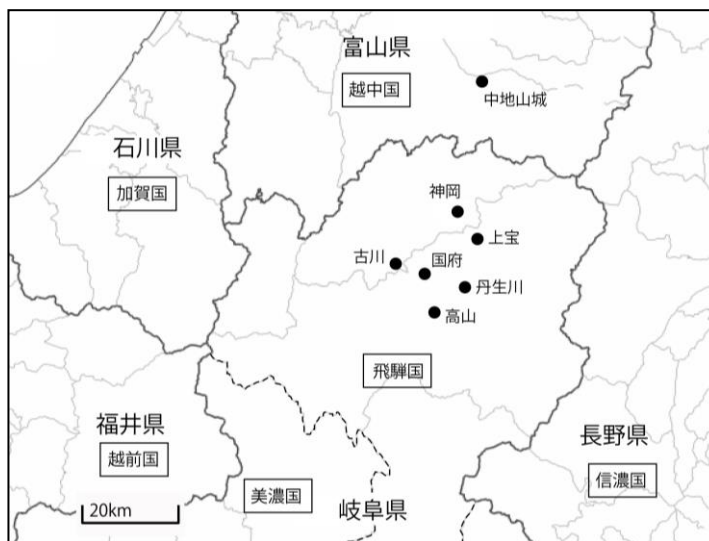 富山県
越中国
中地山城
石川県
加賀国
神岡
上宝
古川
国府
丹生川
高山
飛騨国
福井県
越前国
長野県
信濃国
美濃国
岐阜県
20km